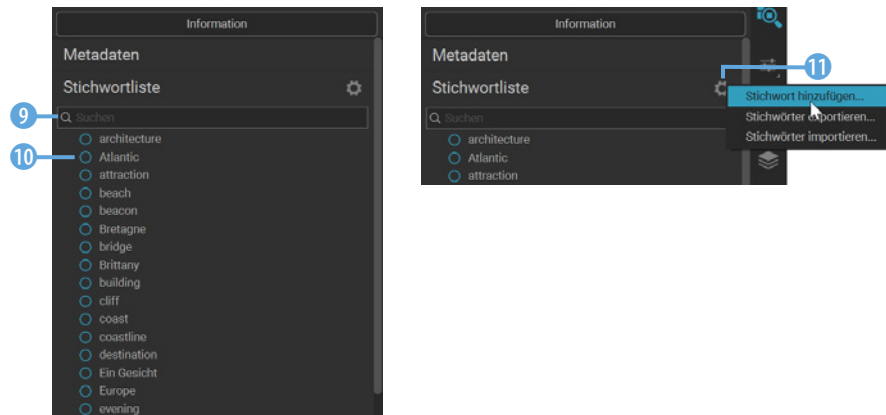 Information
Metadaten
Stichwortliste
9
Suchen
architecture
10
Atlantic
attraction
beach
beacon
Bretagne
bridge
Brittany
building
cliff
coast
coastline
destination
Ein Gesicht
Europe
evening
Information
Metadaten
11
Stichwortliste
Stichwort hinzufügen...
Suchen
Stichwörter exportieren...
architecture
Stichwörter importieren...
Atlantic
attraction